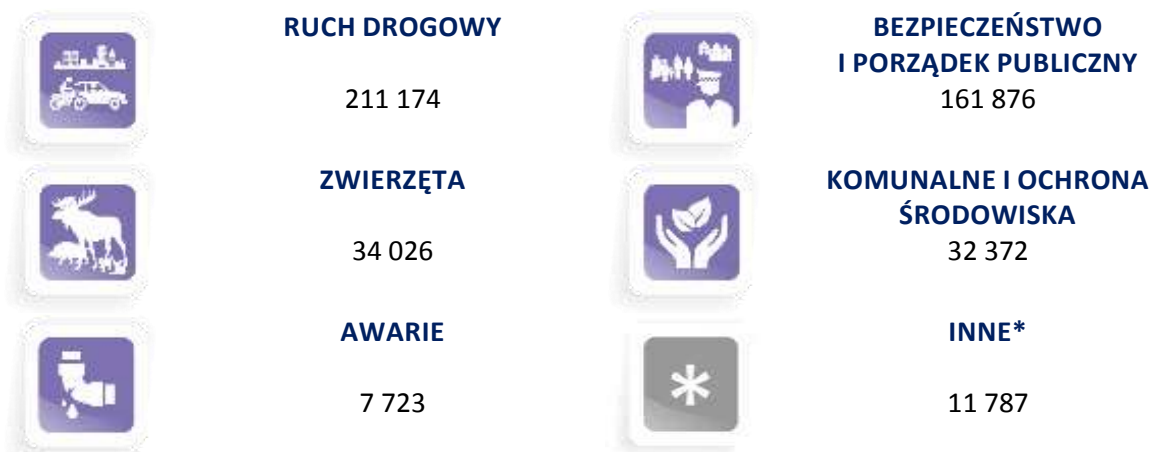 RUCH DROGOWY
211 174
BEZPIECZEŃSTWO
I PORZĄDEK PUBLICZNY
161 876
ZWIERZĘTA
34 026
KOMUNALNE I OCHRONA
ŚRODOWISKA
32 372
AWARIE
7 723
INNE*
11 787